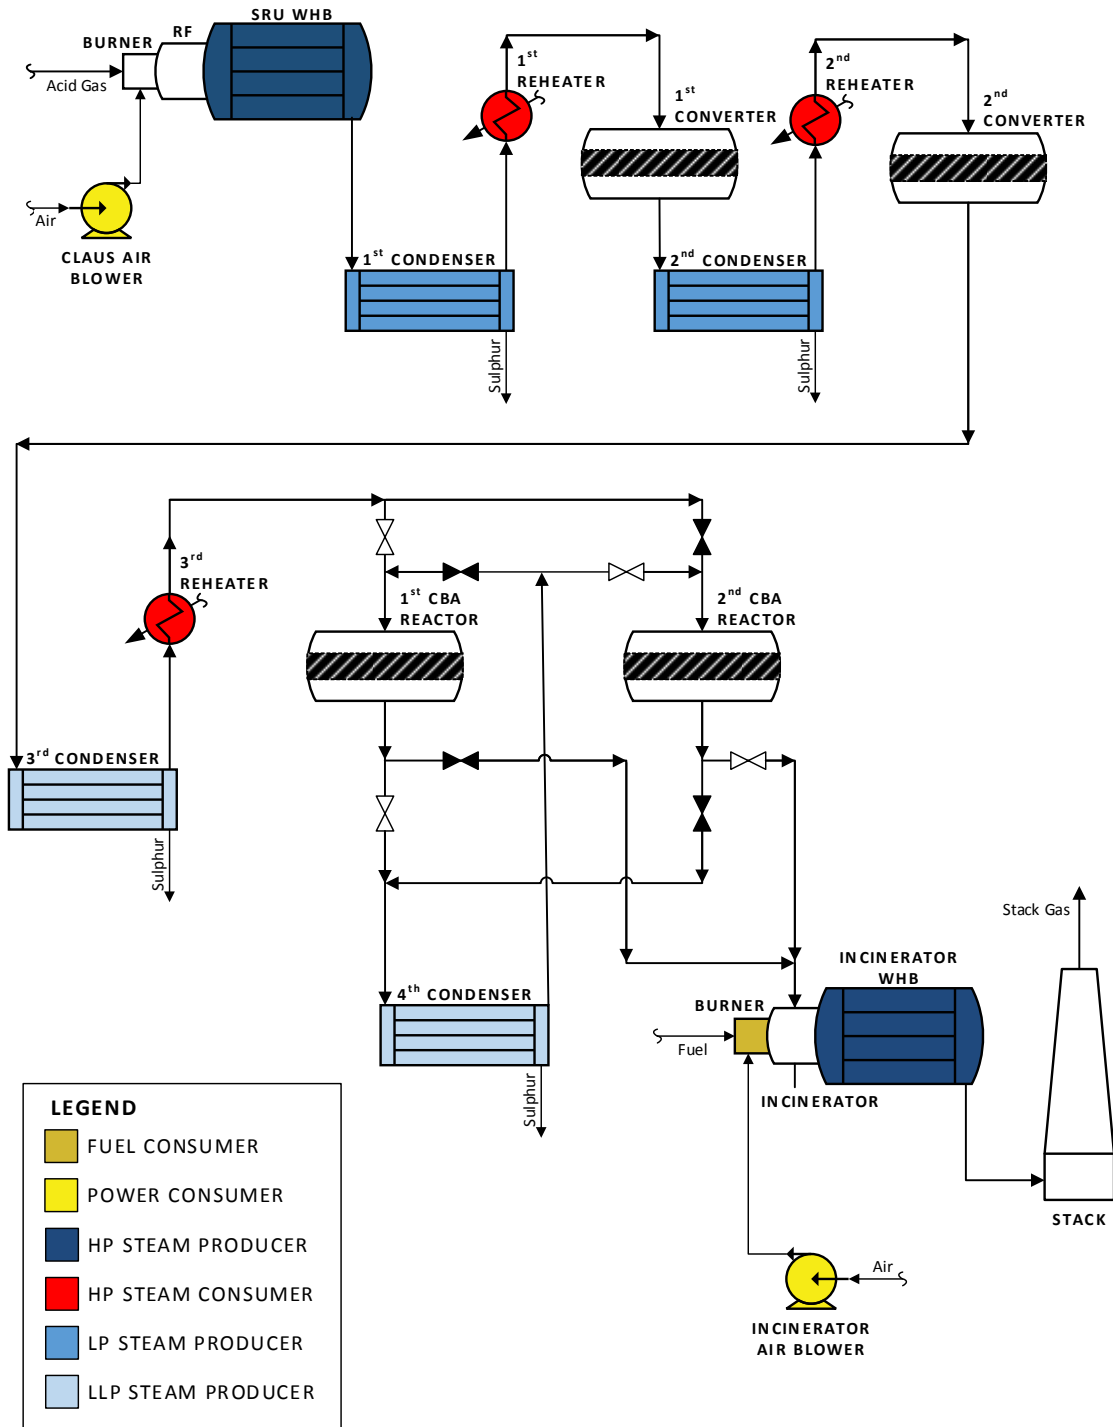 SRU WHB
RF
BURNER
Acid Gas
Air
CLAUS AIR
BLOWER
1st
REHEATER
1st
CONVERTER
2nd
REHEATER
2nd
CONVERTER
1st CONDENSER
2nd CONDENSER
Sulphur
Sulphur
3rd
REHEATER
1st CBA
REACTOR
2nd CBA
REACTOR
3rd CONDENSER
Sulphur
4th CONDENSER
Sulphur
Stack Gas
INCINERATOR
WHB
BURNER
Fuel
INCINERATOR
STACK
Air
INCINERATOR
AIR BLOWER
LEGEND
FUEL CONSUMER
POWER CONSUMER
HP STEAM PRODUCER
HP STEAM CONSUMER
LP STEAM PRODUCER
LLP STEAM PRODUCER